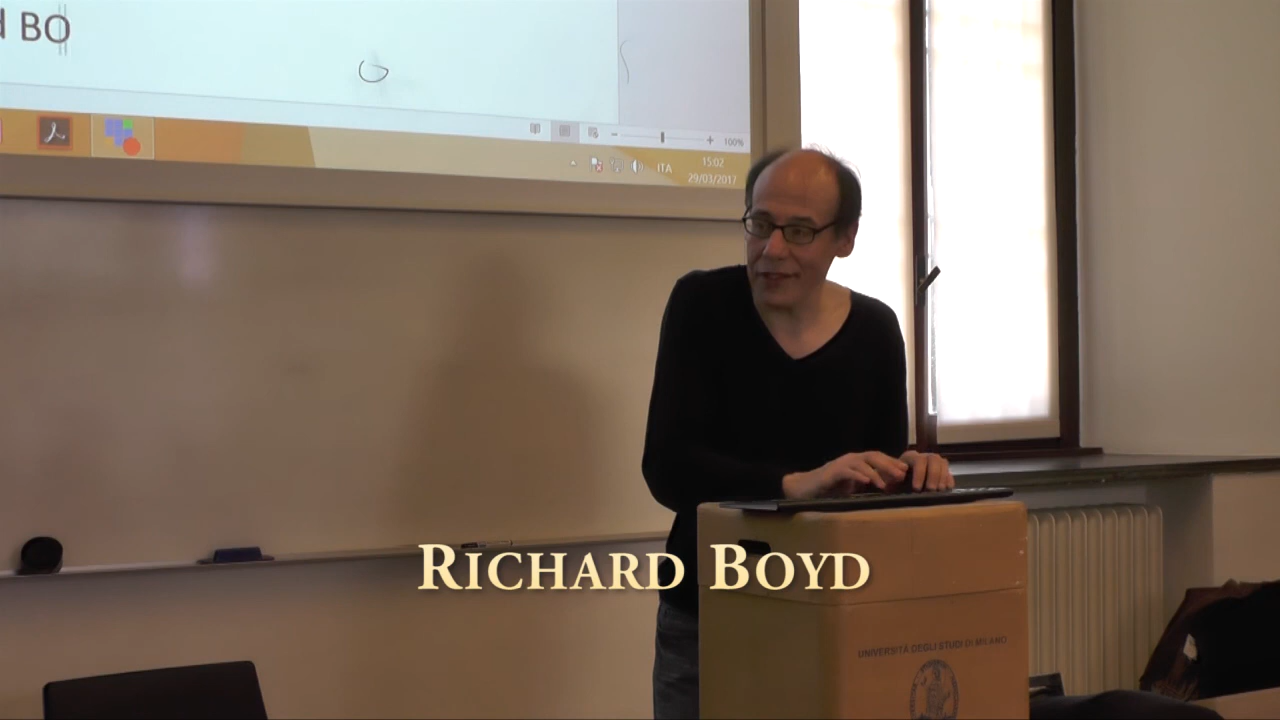 d BO
100%
ITA
15:02
29/03/2017
RICHARD BOYD
UNIVERSITÀ DEGLI STUDI DI MILANO